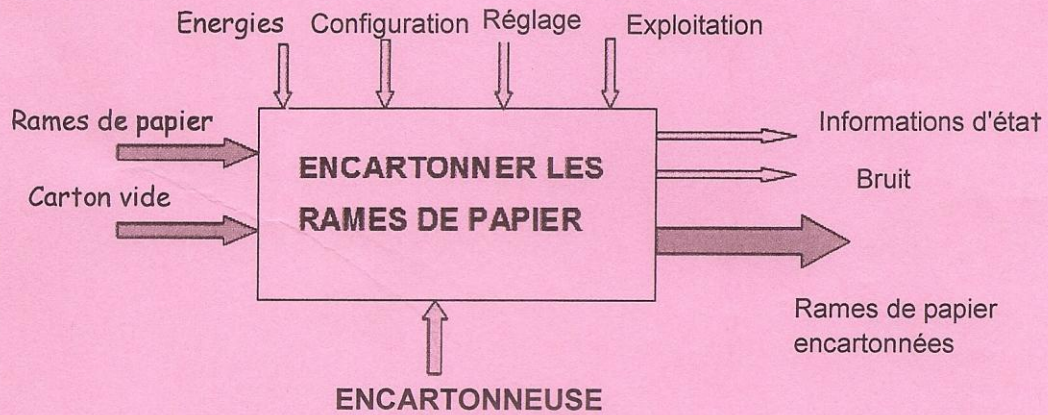 Energies Configuration Réglage Exploitation
Rames de papier
Carton vide
ENCARTONNER LES
RAMES DE PAPIER
Informations d'état
Bruit
Rames de papier
encartonnées
ENCARTONNEUSE